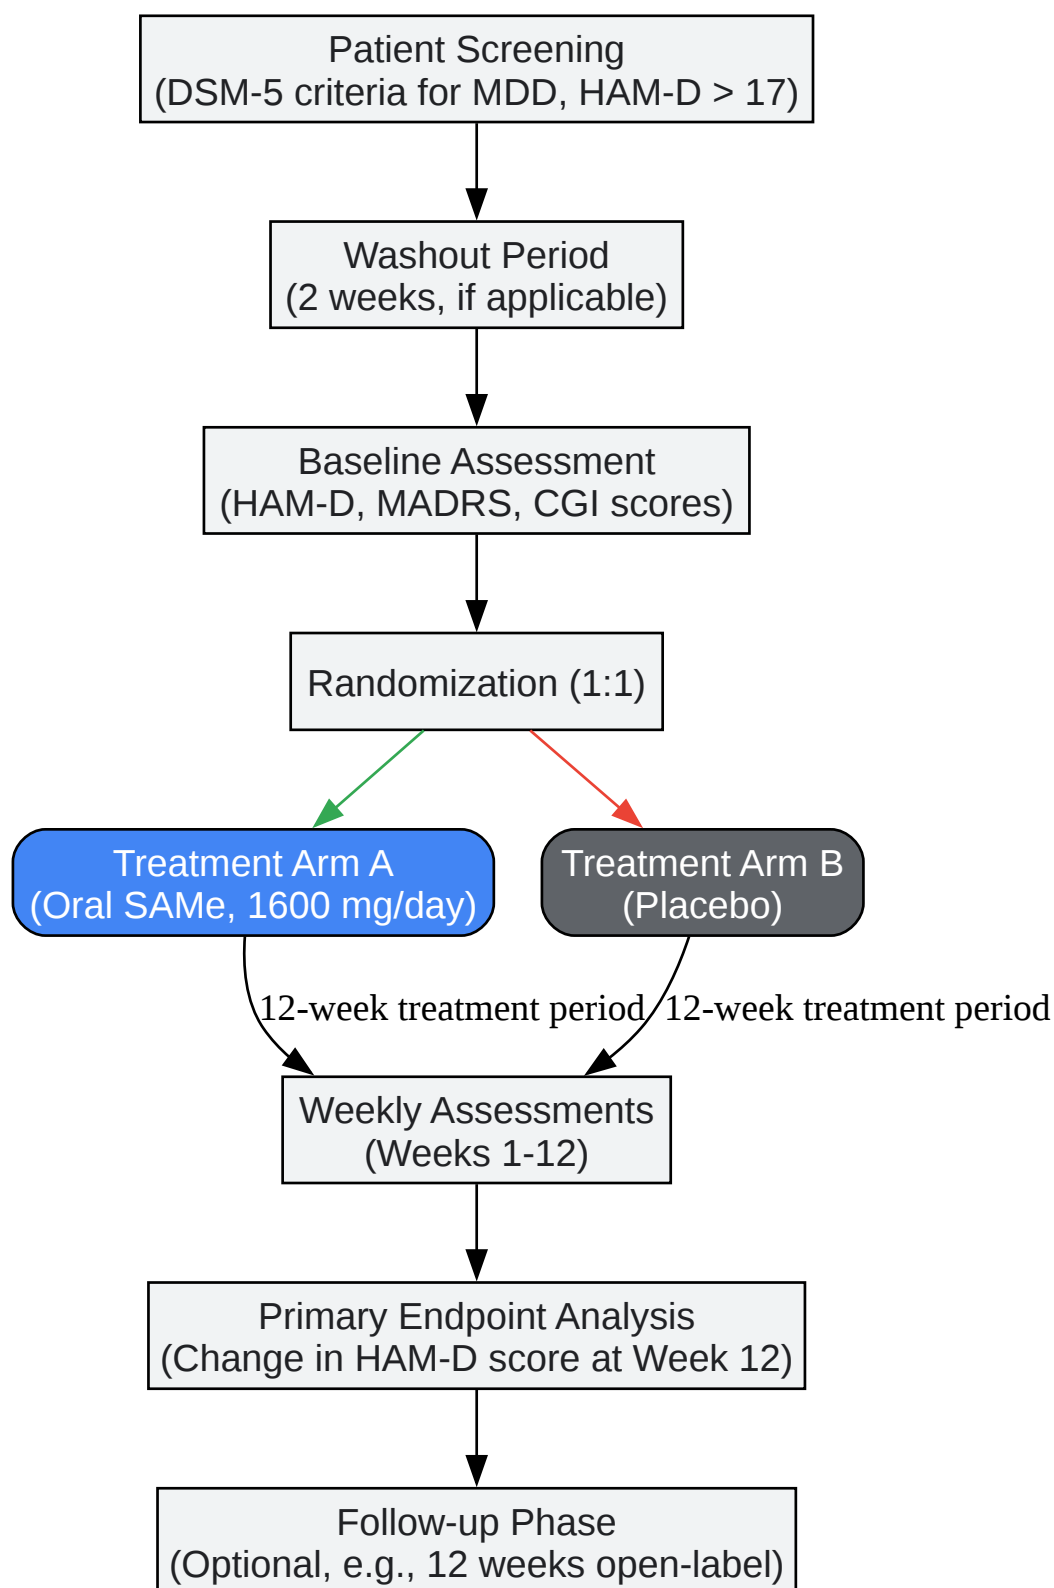 Patient Screening
(DSM-5 criteria for MDD, HAM-D > 17)
Washout Period
(2 weeks, if applicable)
Baseline Assessment
(HAM-D, MADRS, CGI scores)
Randomization (1:1)
Treatment Arm A
(Oral SAMe, 1600 mg/day)
Treatment Arm B
(Placebo)
12-week treatment period
12-week treatment period
Weekly Assessments
(Weeks 1-12)
Primary Endpoint Analysis
(Change in HAM-D score at Week 12)
Follow-up Phase
(Optional, e.g., 12 weeks open-label)